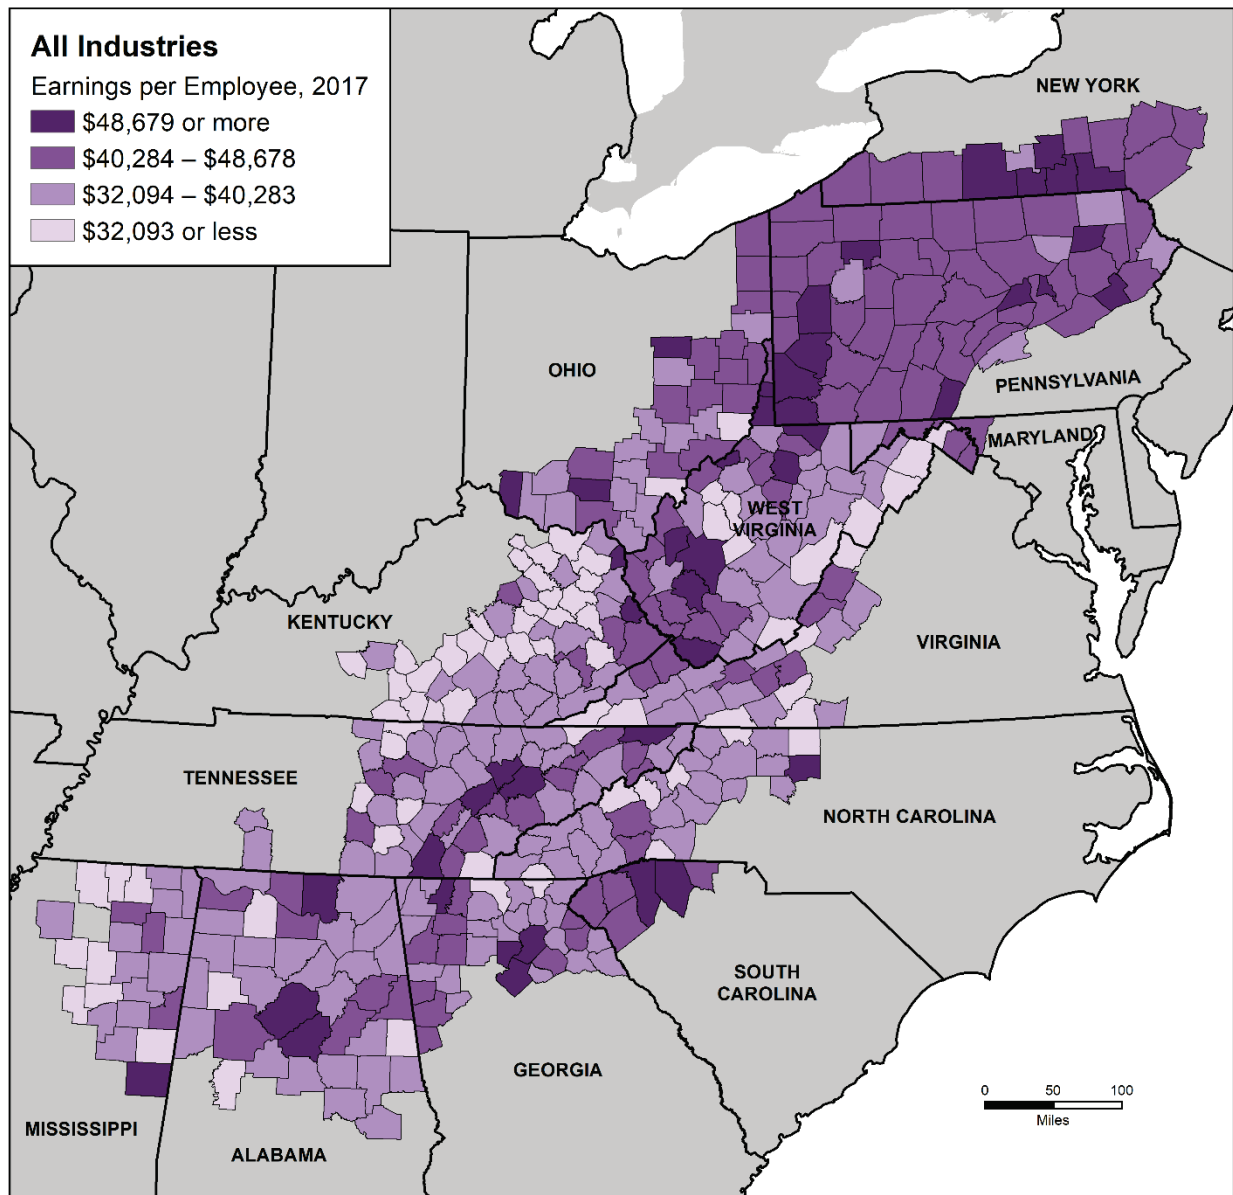 All Industries
Earnings per Employee, 2017
$48,679 or more
$40,284 – $48,678
$32,094 – $40,283
$32,093 or less
NEW YORK
OHIO
PENNSYLVANIA
MARYLAND
WEST
VIRGINIA
KENTUCKY
VIRGINIA
TENNESSEE
NORTH CAROLINA
SOUTH
CAROLINA
GEORGIA
MISSISSIPPI
ALABAMA
0 50 100
Miles